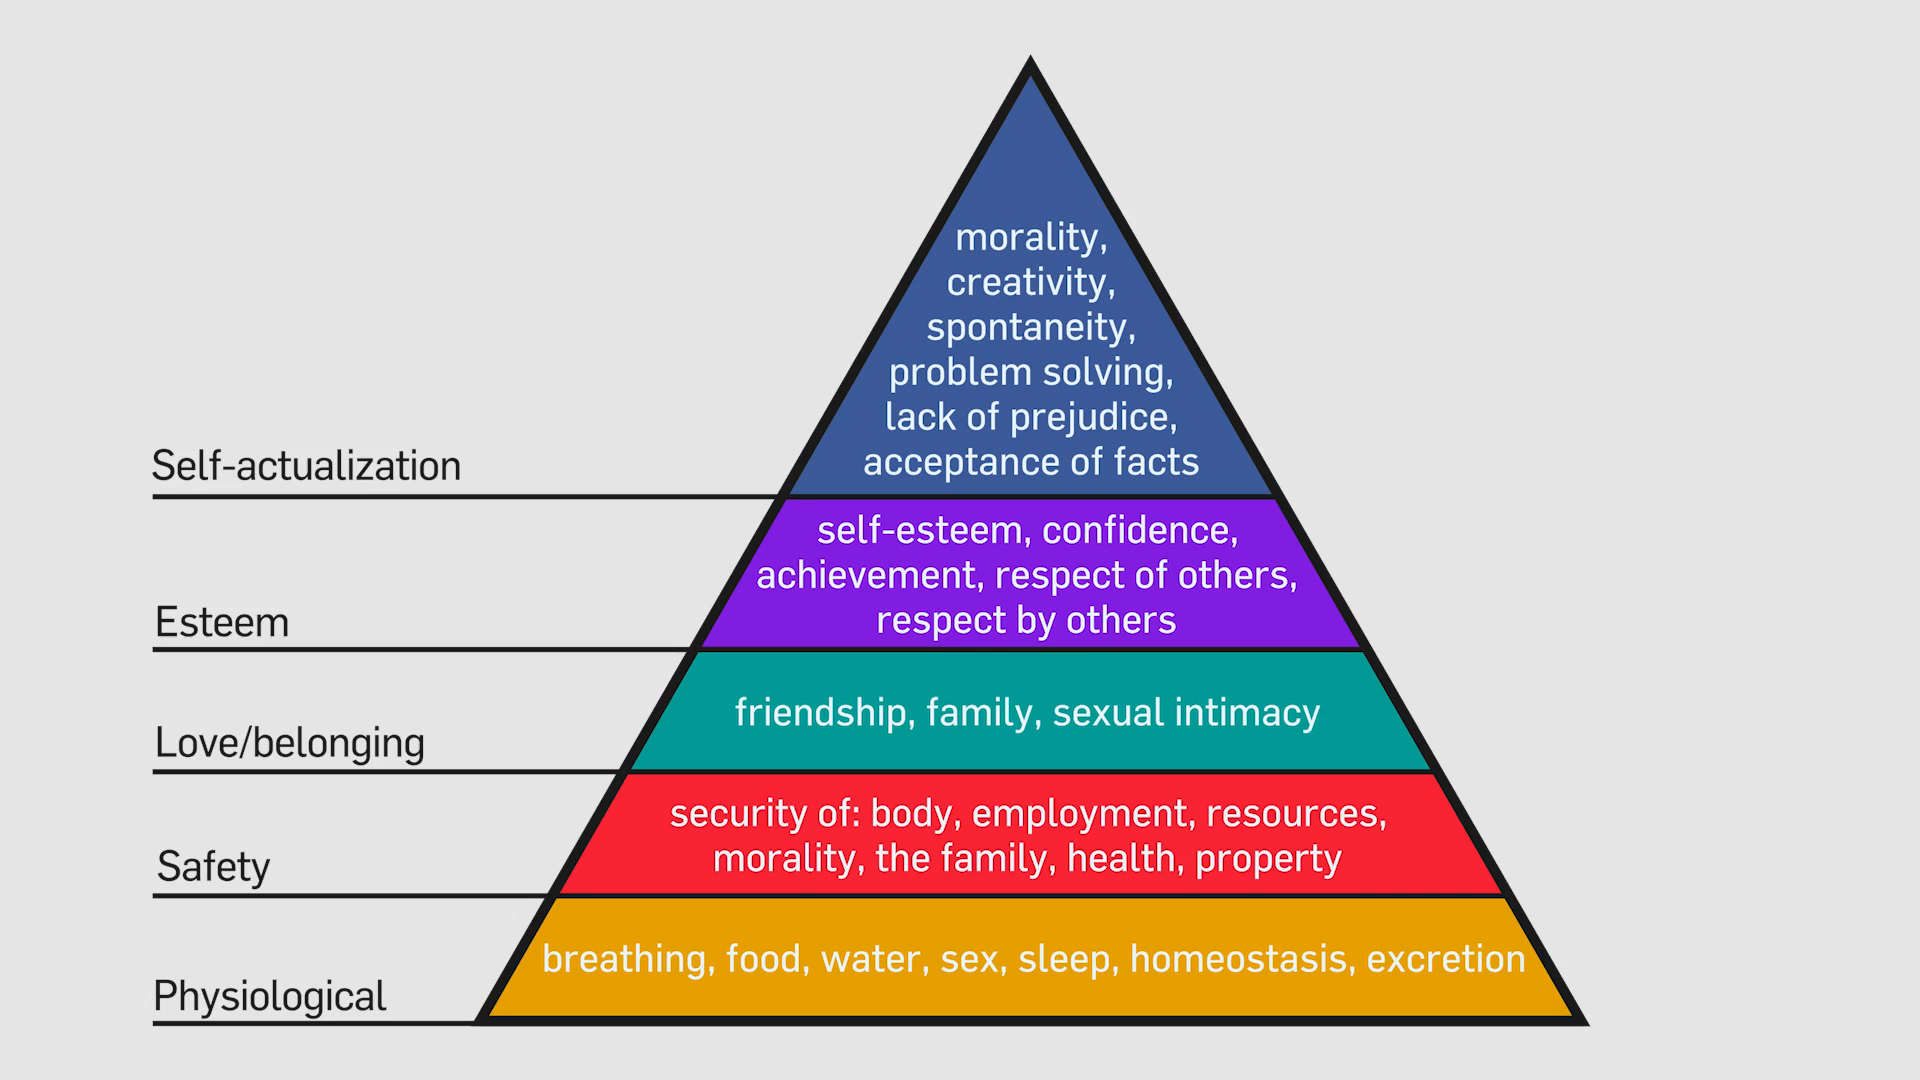 morality,
creativity,
spontaneity,
problem solving,
lack of prejudice,
acceptance of facts
Self-actualization
self-esteem, confidence,
achievement, respect of others,
respect by others
Esteem
friendship, family, sexual intimacy
Love/belonging
security of: body, employment, resources,
morality, the family, health, property
Safety
breathing, food, water, sex, sleep, homeostasis, excretion
Physiological